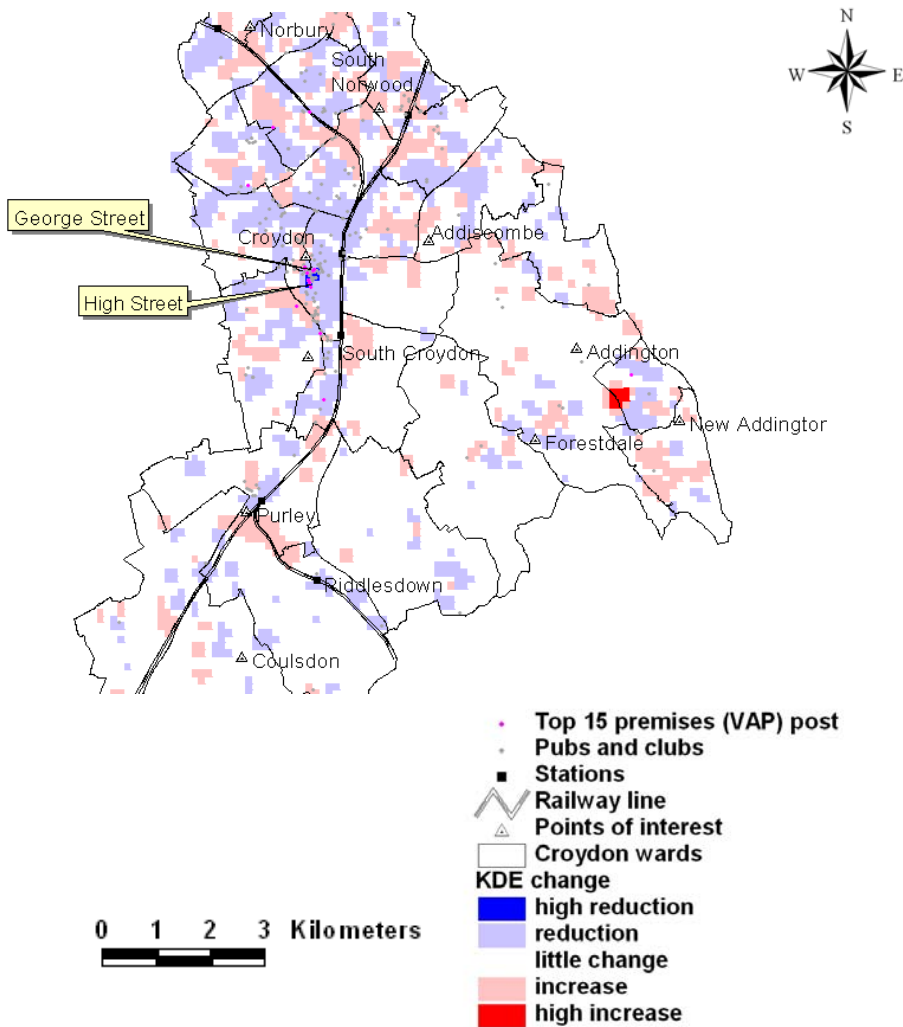 N
Norbury
South
Norwood
W
E
S
George Street
Croydon
Addiscombe
High Street
South Croydon
Addington
New Addingtor
Forestdale
Purley
Riddlesdown
Coulsdon
Top 15 premises (VAP) post
Pubs and clubs
Stations
Railway line
Points of interest
Croydon wards
KDE change
high reduction
reduction
little change
increase
high increase
0 1 2 3 Kilometers